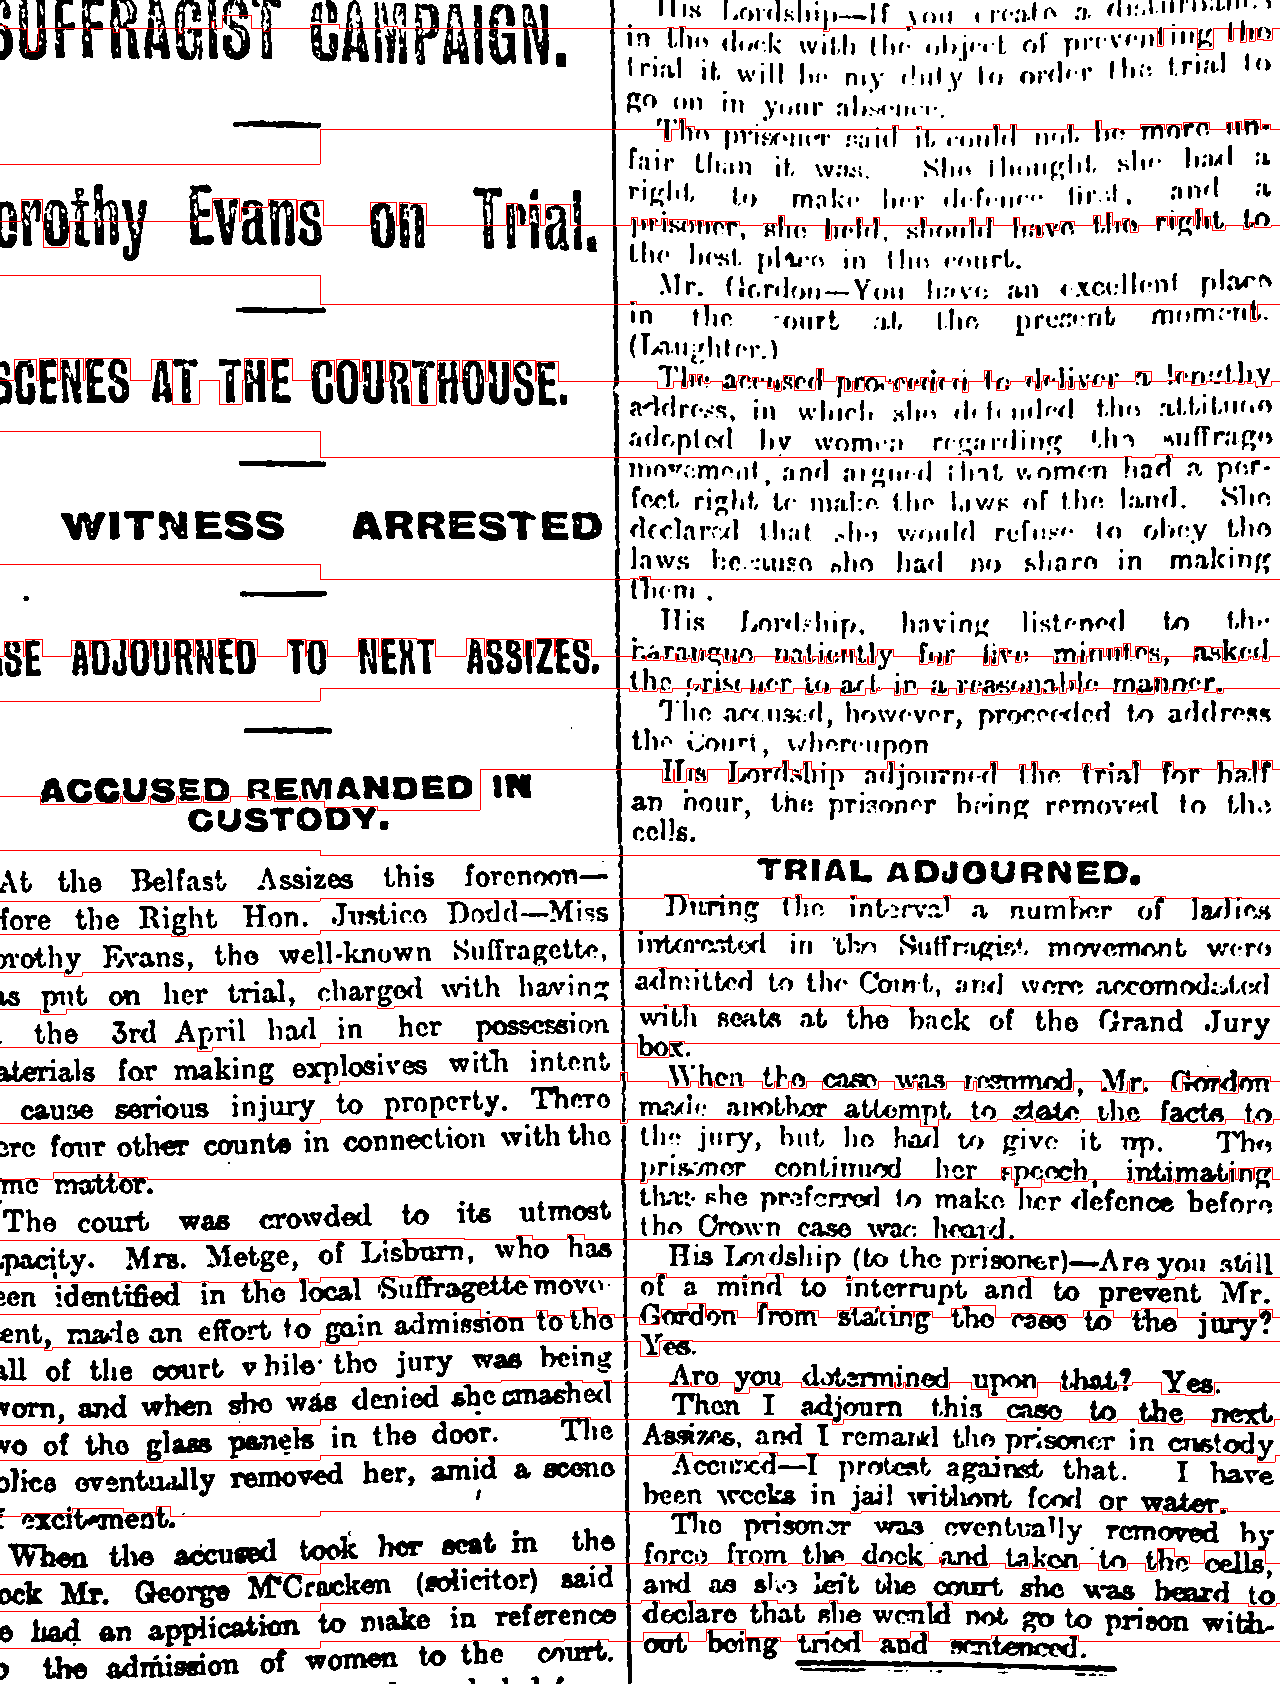 SUFFRAGIST CAMPAIGN.
orothy Evans on Trial.
SCENES AT THE COURTHOUSE.
WITNESS ARRESTED
SE ADJOURNED TO NEXT ASSIZES.
ACCUSED REMANDED IN
CUSTODY.
At the Belfast Assizes this forenoon—
fore the Right Hon. Justice Dodd—Miss
orothy Evans, the well-known Suffragette,
as put on her trial, charged with having
the 3rd April had in her possession
aterials for making explosives with intent
cause serious injury to property. There
ere four other counts in connection with the
me matter.
The court was crowded to its utmost
pacity. Mrs. Metge, of Lisburn, who has
een identified in the local Suffragette move-
ent, made an effort to gain admission to the
all of the court while the jury was being
worn, and when she was denied she smashed
wo of the glass panels in the door. The
olice eventually removed her, amid a scene
f excitement.
When the accused took her seat in the
ock Mr. George M'Cracken (solicitor) said
e had an application to make in reference
o the admission of women to the court.
His Lordship—If you create a disturbance
in the dock with the object of preventing the
trial it will be my duty to order the trial to
go on in your absence.
The prisoner said it could not be more un-
fair than it was. She thought she had a
right to make her defence first, and a
prisoner, she held, should have the right to
the best place in the court.
Mr. Gordon—You have an excellent place
in the court at the present moment.
(Laughter.)
The accused proceeded to deliver a lengthy
address, in which she defended the attitude
adopted by women regarding the suffrage
movement, and argued that women had a per-
fect right to make the laws of the land. She
declared that she would refuse to obey the
laws because she had no share in making
them.
His Lordship, having listened to the
harangue patiently for five minutes, asked
the prisoner to act in a reasonable manner.
The accused, however, proceeded to address
the Court, whereupon
His Lordship adjourned the trial for half
an hour, the prisoner being removed to the
cells.
TRIAL ADJOURNED.
During the interval a number of ladies
interested in the Suffragist movement were
admitted to the Court, and were accomodated
with seats at the back of the Grand Jury
box.
When the case was resumed, Mr. Gordon
made another attempt to state the facts to
the jury, but he had to give it up. The
prisoner continued her speech, intimating
that she preferred to make her defence before
the Crown case was heard.
His Lordship (to the prisoner)—Are you still
of a mind to interrupt and to prevent Mr.
Gordon from stating the case to the jury?
Yes.
Are you determined upon that? Yes.
Then I adjourn this case to the next
Assizes, and I remand the prisoner in custody
Accused—I protest against that. I have
been weeks in jail without food or water.
The prisoner was eventually removed by
force from the dock and taken to the cells,
and as she left the court she was heard to
declare that she would not go to prison with-
out being tried and sentenced.